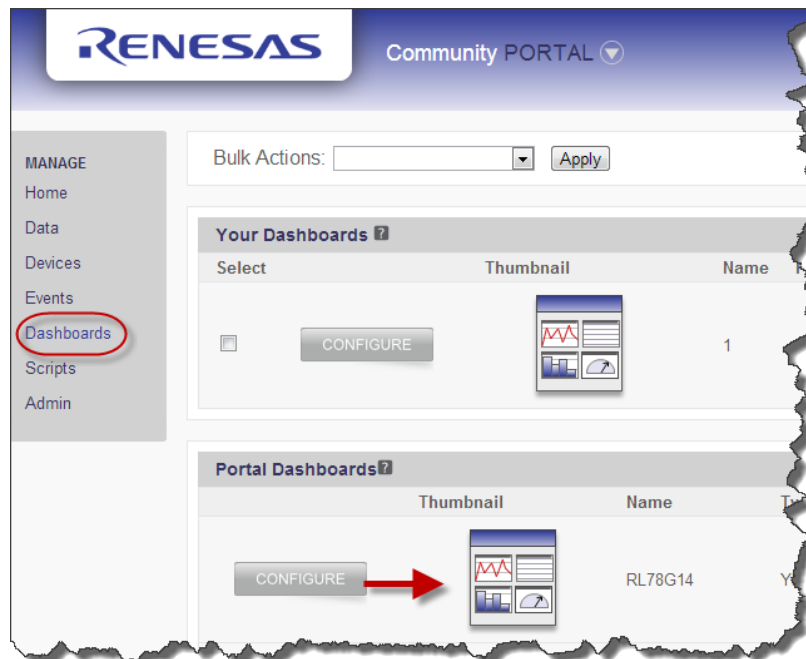 RENESAS
Community PORTAL
MANAGE
Home
Data
Devices
Events
Dashboards
Scripts
Admin
Bulk Actions:
Apply
Your Dashboards ?
Select Thumbnail Name
CONFIGURE 1
Portal Dashboards ?
Thumbnail Name
CONFIGURE RL78G14